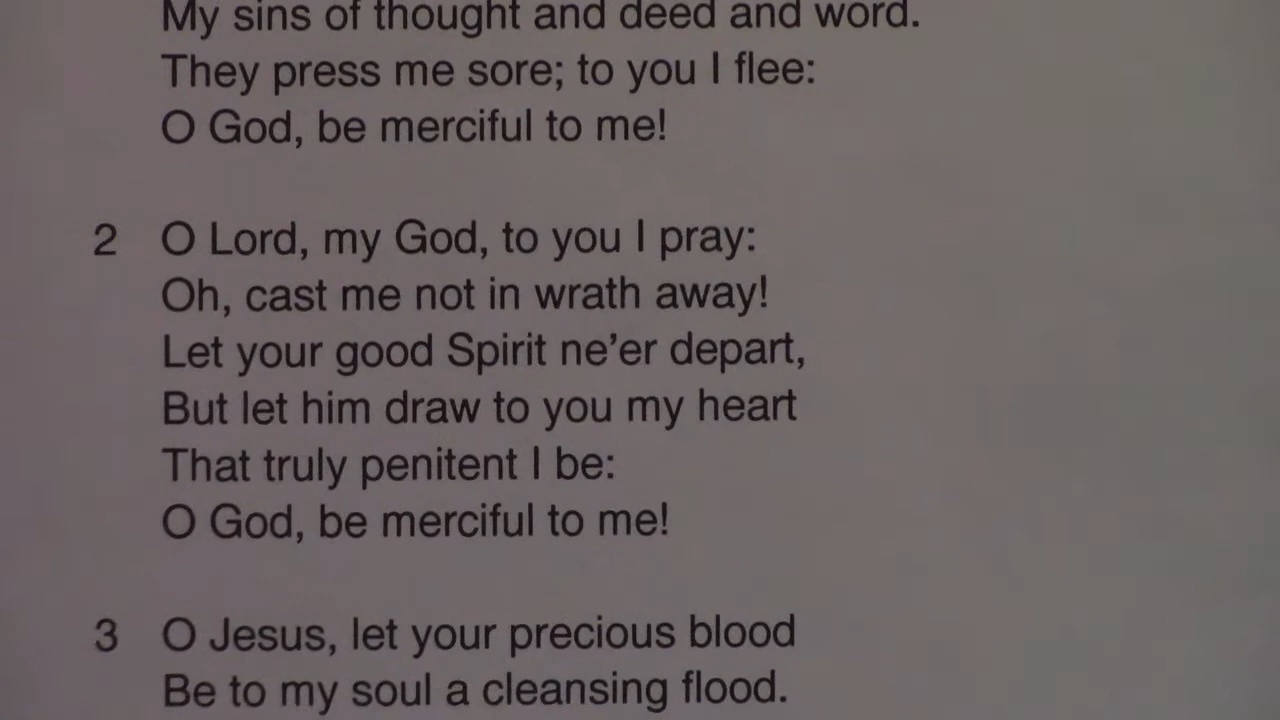 My sins of thought and deed and word.
They press me sore; to you I flee:
O God, be merciful to me!
2 O Lord, my God, to you I pray:
Oh, cast me not in wrath away!
Let your good Spirit ne’er depart,
But let him draw to you my heart
That truly penitent I be:
O God, be merciful to me!
3 O Jesus, let your precious blood
Be to my soul a cleansing flood.